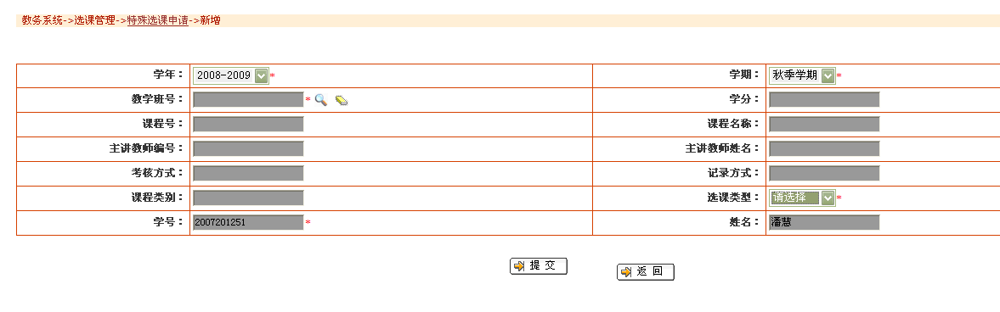 教务系统->选课管理->特殊选课申请->新增
学年： 2008-2009 * 学期： 秋季学期 *
教学班号： * 学分：
课程号： 课程名称：
主讲教师编号： 主讲教师姓名：
考核方式： 记录方式：
课程类别： 选课类型： 请选择 *
学号： 2007201251 * 姓名： 潘慧
提 交 返 回